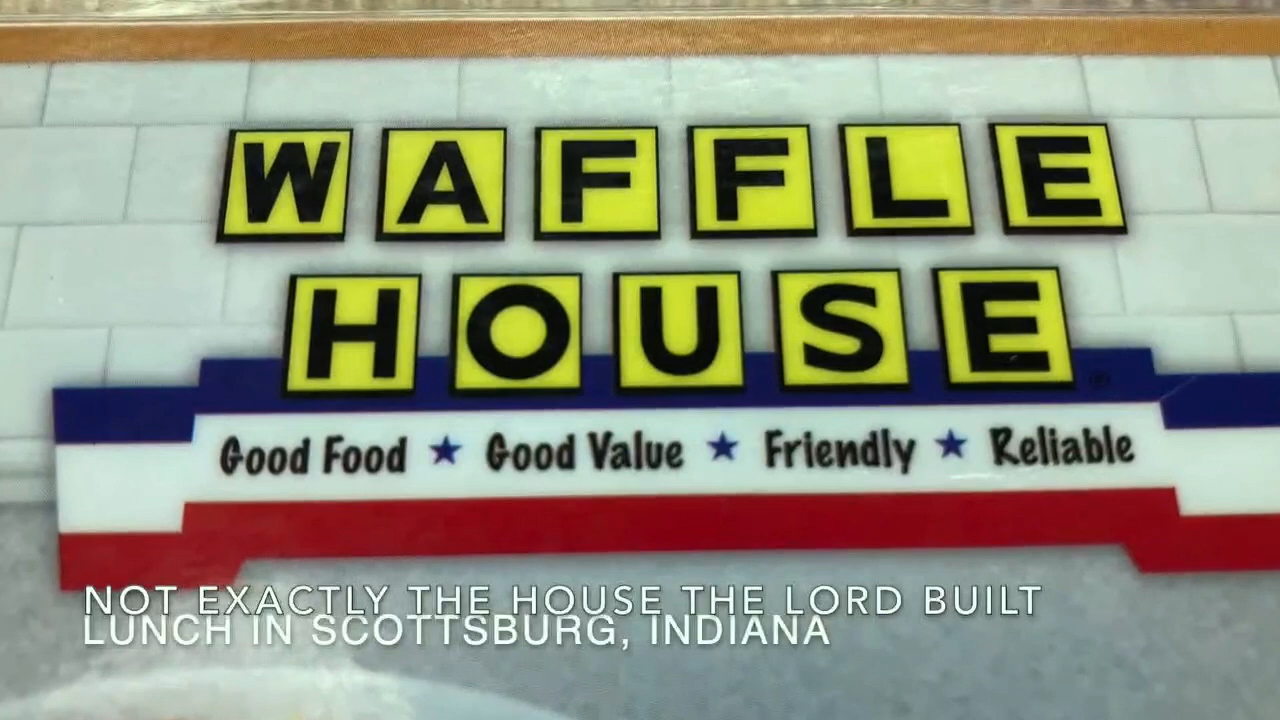 WAFFLE
HOUSE
Good Food ★ Good Value ★ Friendly ★ Reliable
NOT EXACTLY THE HOUSE THE LORD BUILT
LUNCH IN SCOTTSBURG, INDIANA